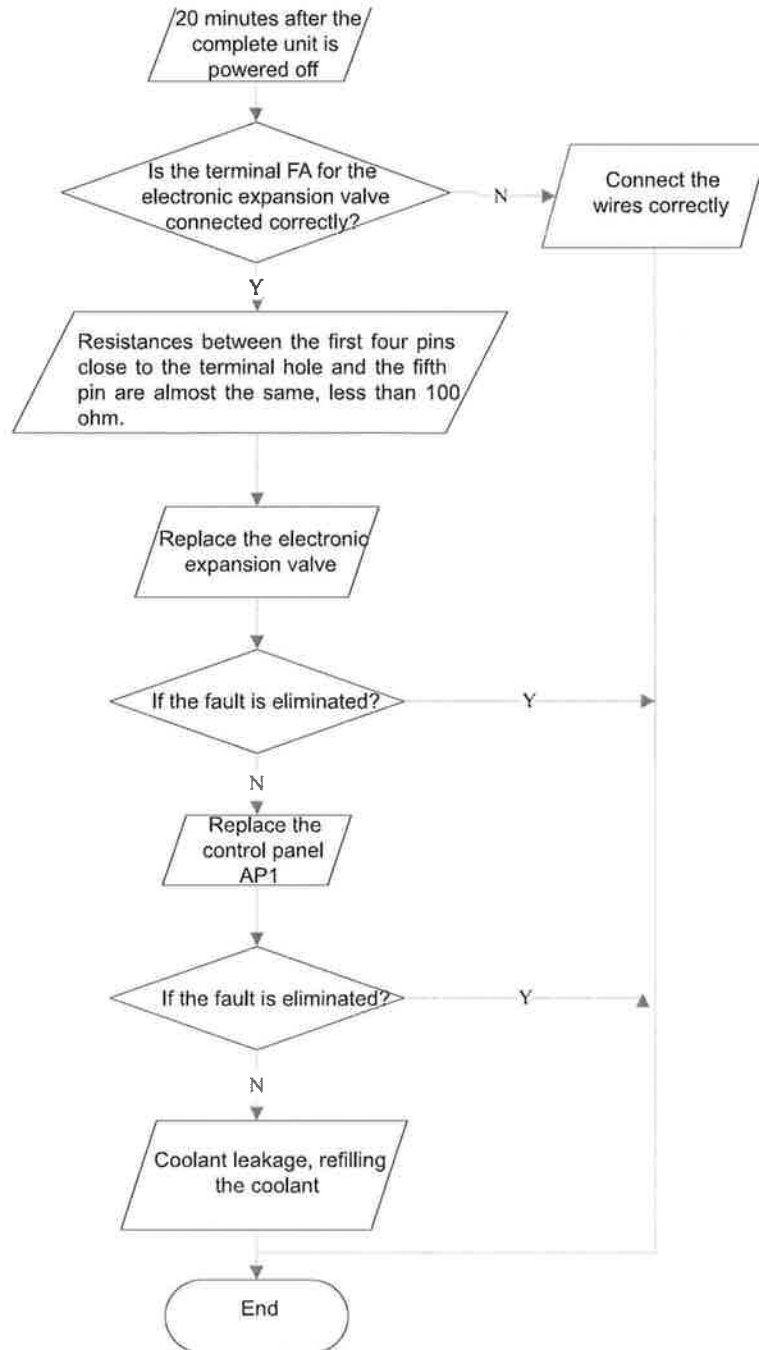 20 minutes after the
complete unit is
powered off
Is the terminal FA for the
electronic expansion valve
connected correctly?
N
Connect the
wires correctly
Y
Resistances between the first four pins
close to the terminal hole and the fifth
pin are almost the same, less than 100
ohm.
Replace the electronic
expansion valve
If the fault is eliminated?
Y
N
Replace the
control panel
AP1
If the fault is eliminated?
Y
N
Coolant leakage, refilling
the coolant
End